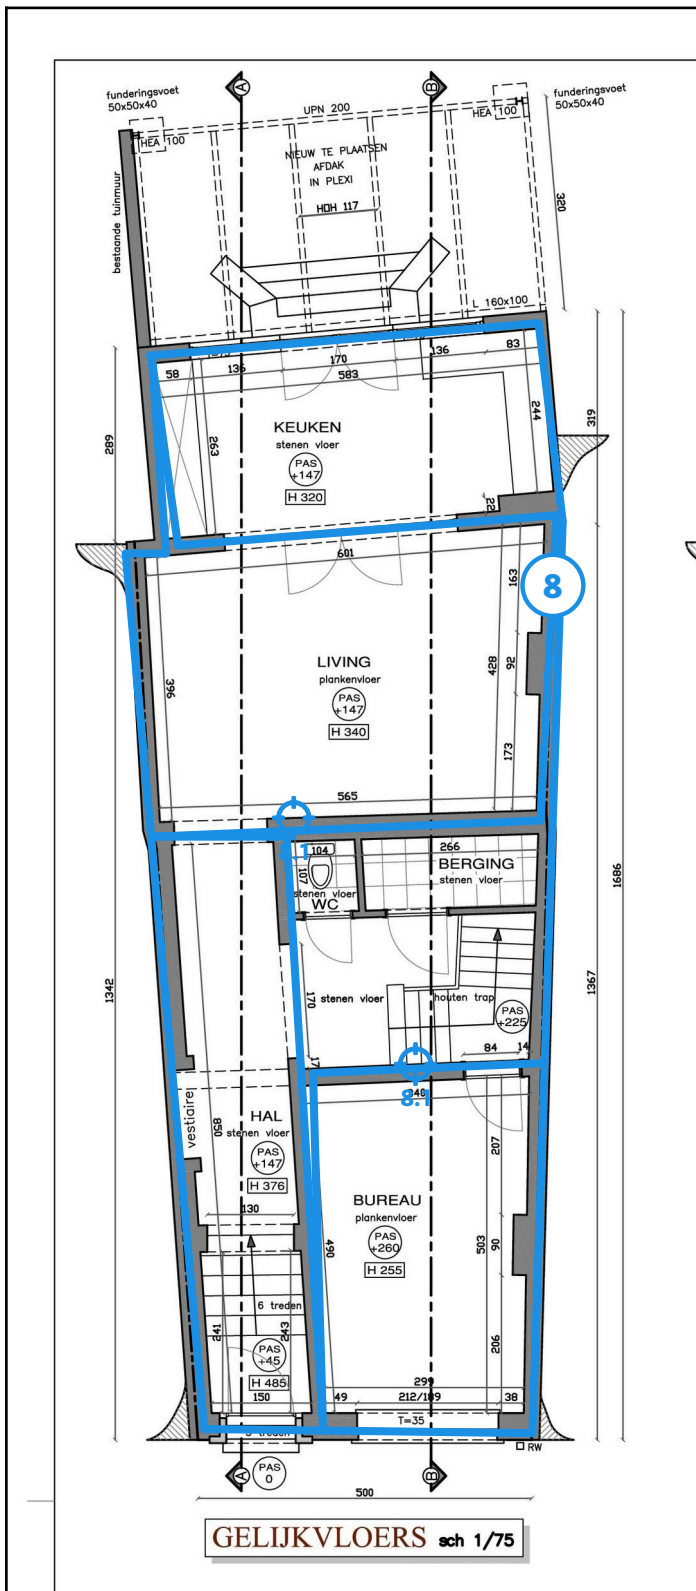 funderingsvoet
50x50x40
A
B
funderingsvoet
50x50x40
UPN 200
HEA 100
HEA 100
NIEUW TE PLAATSEN
AFDAK
IN PLEXI
HOH 117
bestaande tuinmuur
320
L 160x100
58
136
170
136
83
583
KEUKEN
stenen vloer
PAS
+147
H 320
263
244
289
319
22
601
163
8
LIVING
plankenvloer
PAS
+147
H 340
396
428
92
173
565
104
266
107
BERGING
stenen vloer
stenen vloer
WC
1686
1342
1367
170
stenen vloer
houten trap
PAS
+225
17
84
14
8.1
vestiaire
850
HAL
stenen vloer
PAS
+147
H 376
130
207
BUREAU
plankenvloer
PAS
+260
H 255
490
503
90
6 treden
241
243
PAS
+45
H 485
206
299
150
49
212/189
38
T=35
RW
A
PAS
0
B
500
GELIJKVLOERS sch 1/75